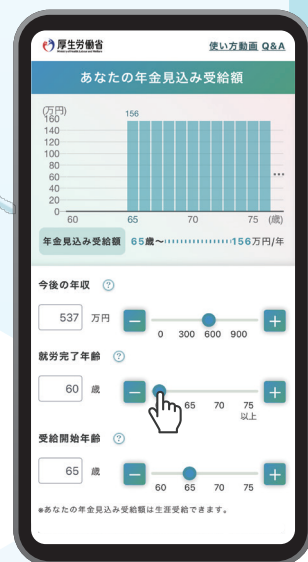 厚生労働省
使い方動画 Q&A
あなたの年金見込み受給額
(万円)
160
156
140
120
100
80
60
40
20
0
60 65 70 75 (歳)
年金見込み受給額 65歳〜156万円/年
今後の年収 ?
537 万円 − +
0 300 600 900
就労完了年齢 ?
60 歳 − +
65 70 75
以上
受給開始年齢 ?
65 歳 − +
60 65 70 75
※あなたの年金見込み受給額は生涯受給できます。